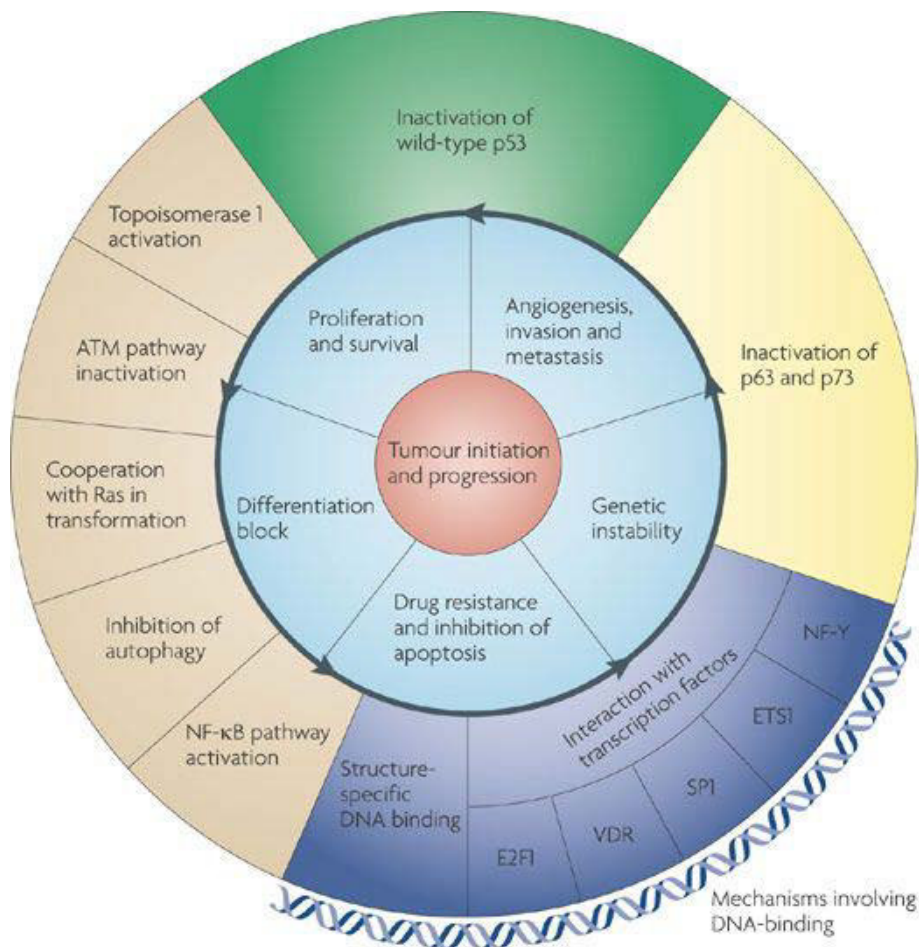 Inactivation of
wild-type p53
Topoisomerase 1
activation
Proliferation
and survival
Angiogenesis,
invasion and
metastasis
ATM pathway
inactivation
Inactivation of
p63 and p73
Tumour initiation
and progression
Cooperation
with Ras in
transformation
Differentiation
block
Genetic
instability
Drug resistance
and inhibition of
apoptosis
Inhibition of
autophagy
NF-κB pathway
activation
Structure-
specific
DNA binding
Interaction with
transcription factors
E2F1
VDR
SP1
ETS1
NF-Y
Mechanisms involving
DNA-binding